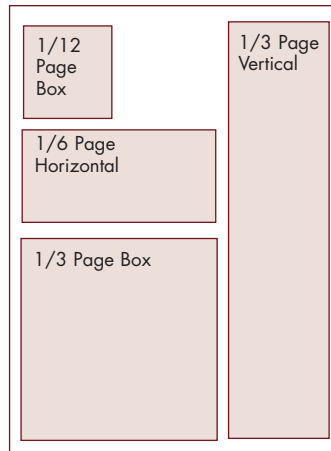 1/12
Page
Box
1/3 Page
Vertical
1/6 Page
Horizontal
1/3 Page Box